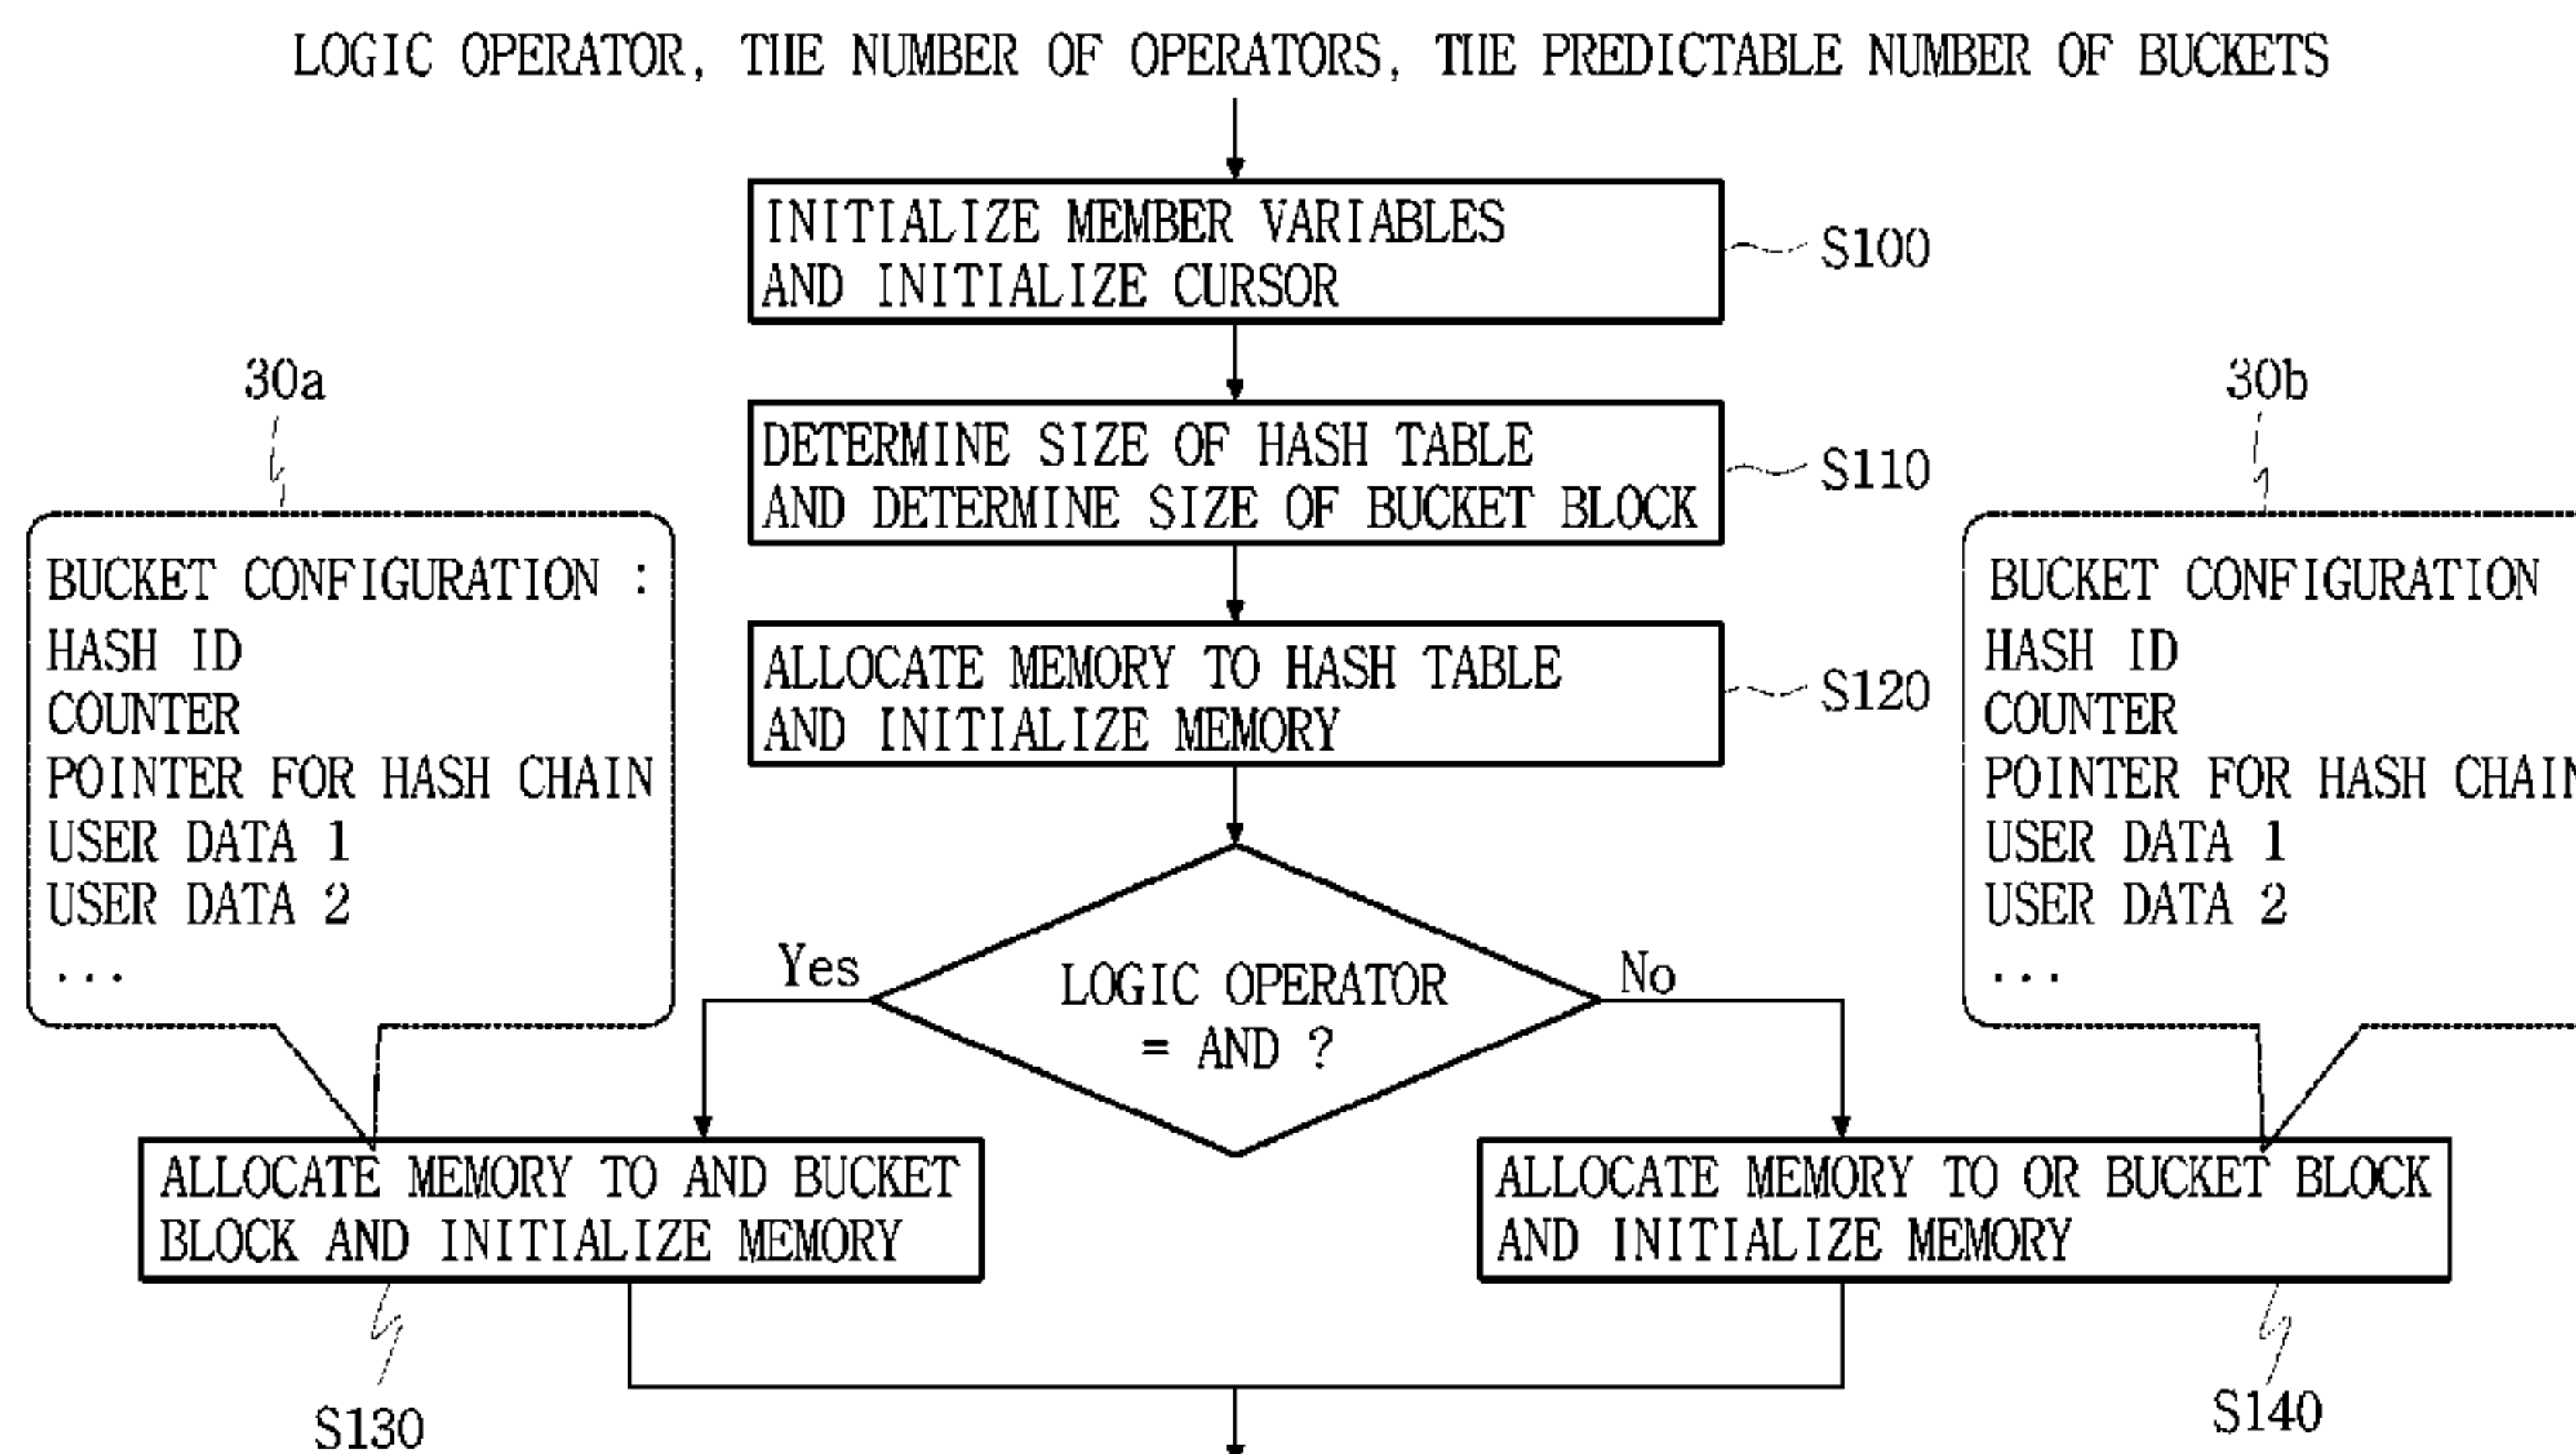 LOGIC OPERATOR, THE NUMBER OF OPERATORS, THE PREDICTABLE NUMBER OF BUCKETS
INITIALIZE MEMBER VARIABLES
AND INITIALIZE CURSOR
S100
30a
30b
DETERMINE SIZE OF HASH TABLE
AND DETERMINE SIZE OF BUCKET BLOCK
S110
BUCKET CONFIGURATION :
HASH ID
COUNTER
POINTER FOR HASH CHAIN
USER DATA 1
USER DATA 2
...
ALLOCATE MEMORY TO HASH TABLE
AND INITIALIZE MEMORY
S120
BUCKET CONFIGURATION
HASH ID
COUNTER
POINTER FOR HASH CHAIN
USER DATA 1
USER DATA 2
...
Yes
LOGIC OPERATOR
= AND ?
No
ALLOCATE MEMORY TO AND BUCKET
BLOCK AND INITIALIZE MEMORY
ALLOCATE MEMORY TO OR BUCKET BLOCK
AND INITIALIZE MEMORY
S130
S140